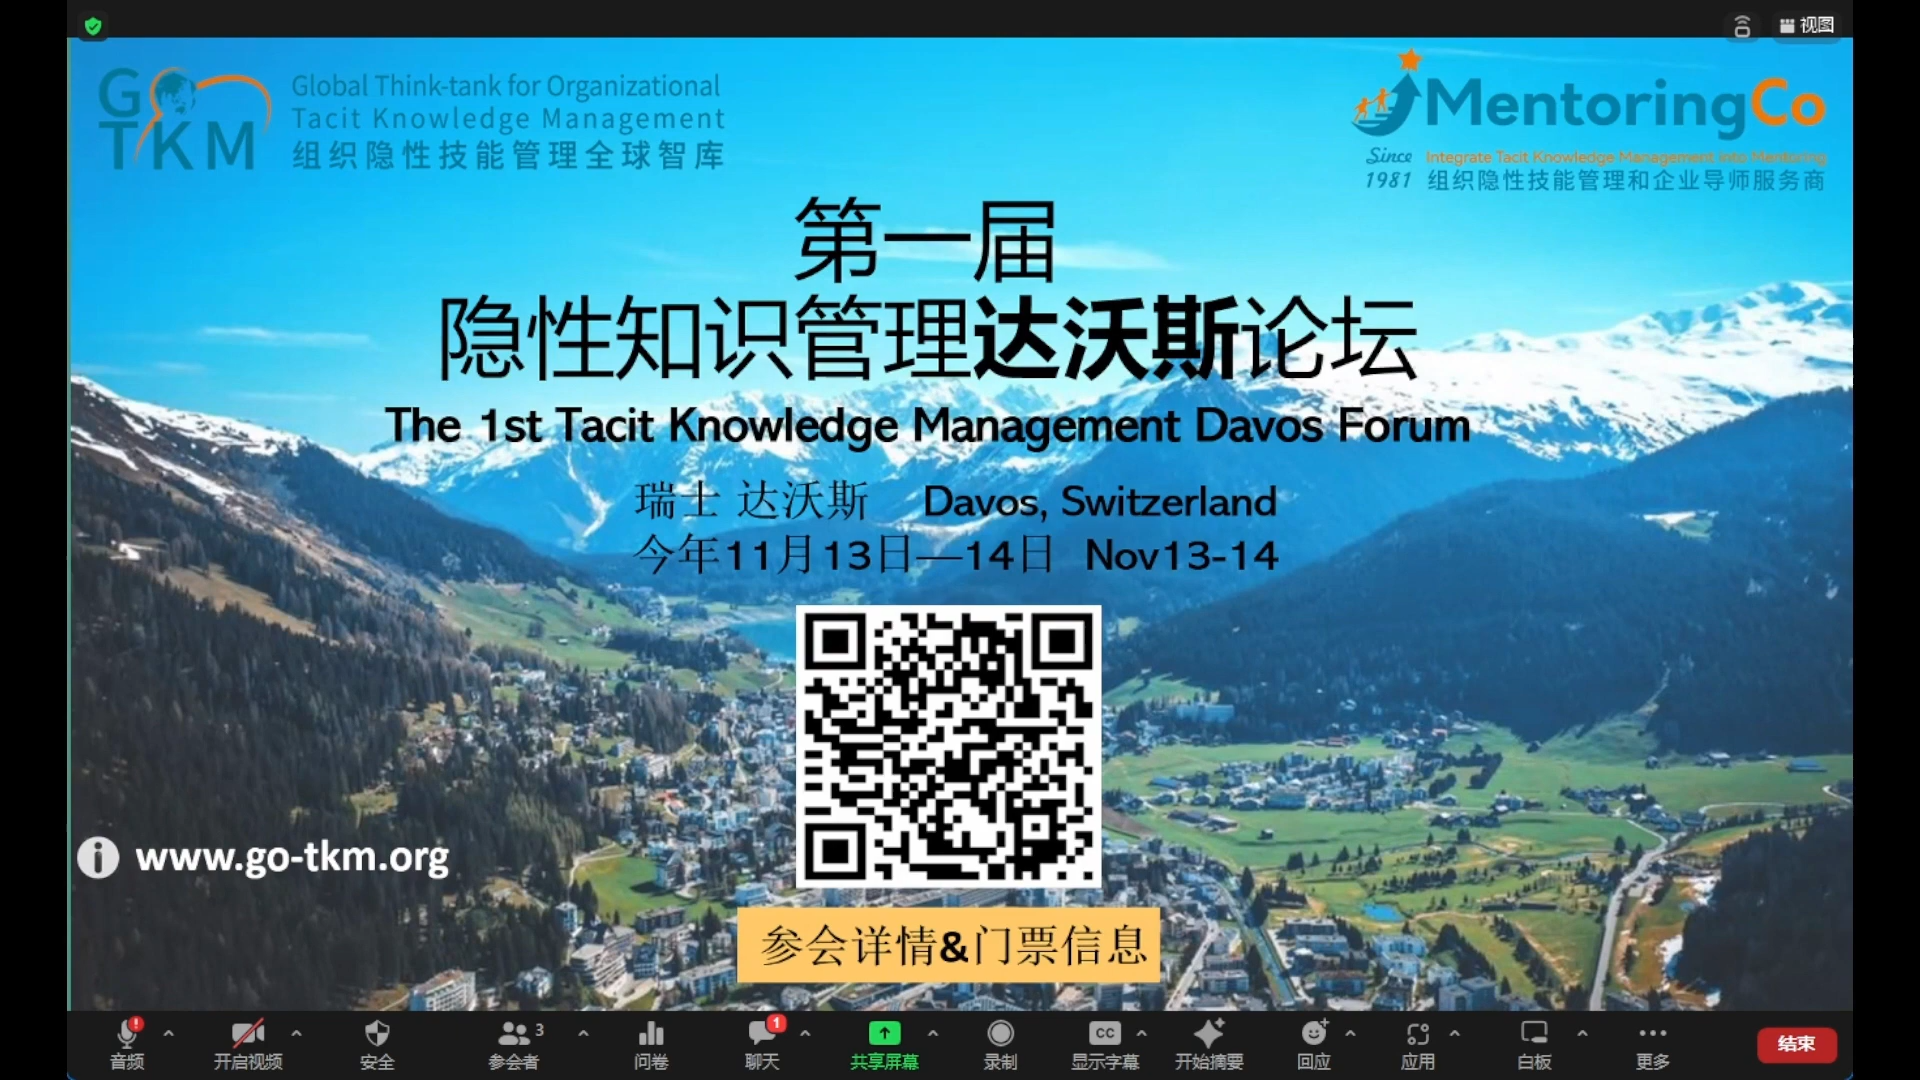 视图
GO
TKM
Global Think-tank for Organizational
Tacit Knowledge Management
组织隐性技能管理全球智库
MentoringCo
Since
1981
Integrate Tacit Knowledge Management into Mentoring
组织隐性技能管理和企业导师服务商
第一届
隐性知识管理达沃斯论坛
The 1st Tacit Knowledge Management Davos Forum
瑞士 达沃斯 Davos, Switzerland
今年11月13日—14日 Nov13-14
www.go-tkm.org
参会详情&门票信息
音频
开启视频
安全
3
参会者
问卷
1
聊天
共享屏幕
录制
CC
显示字幕
开始摘要
回应
应用
白板
更多
结束